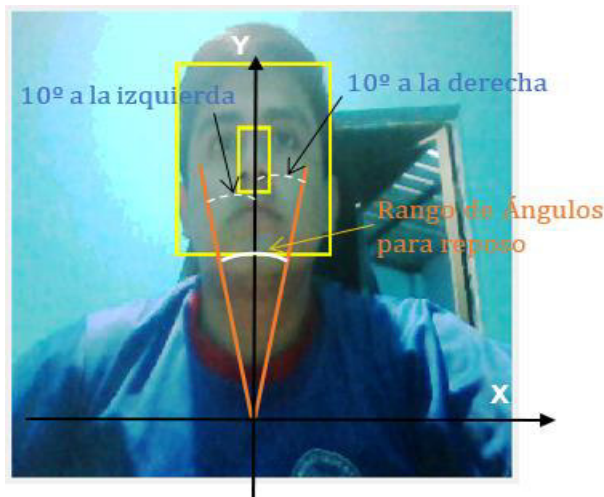 Y
10º a la izquierda
10º a la derecha
Rango de Ángulos
para reposo
X